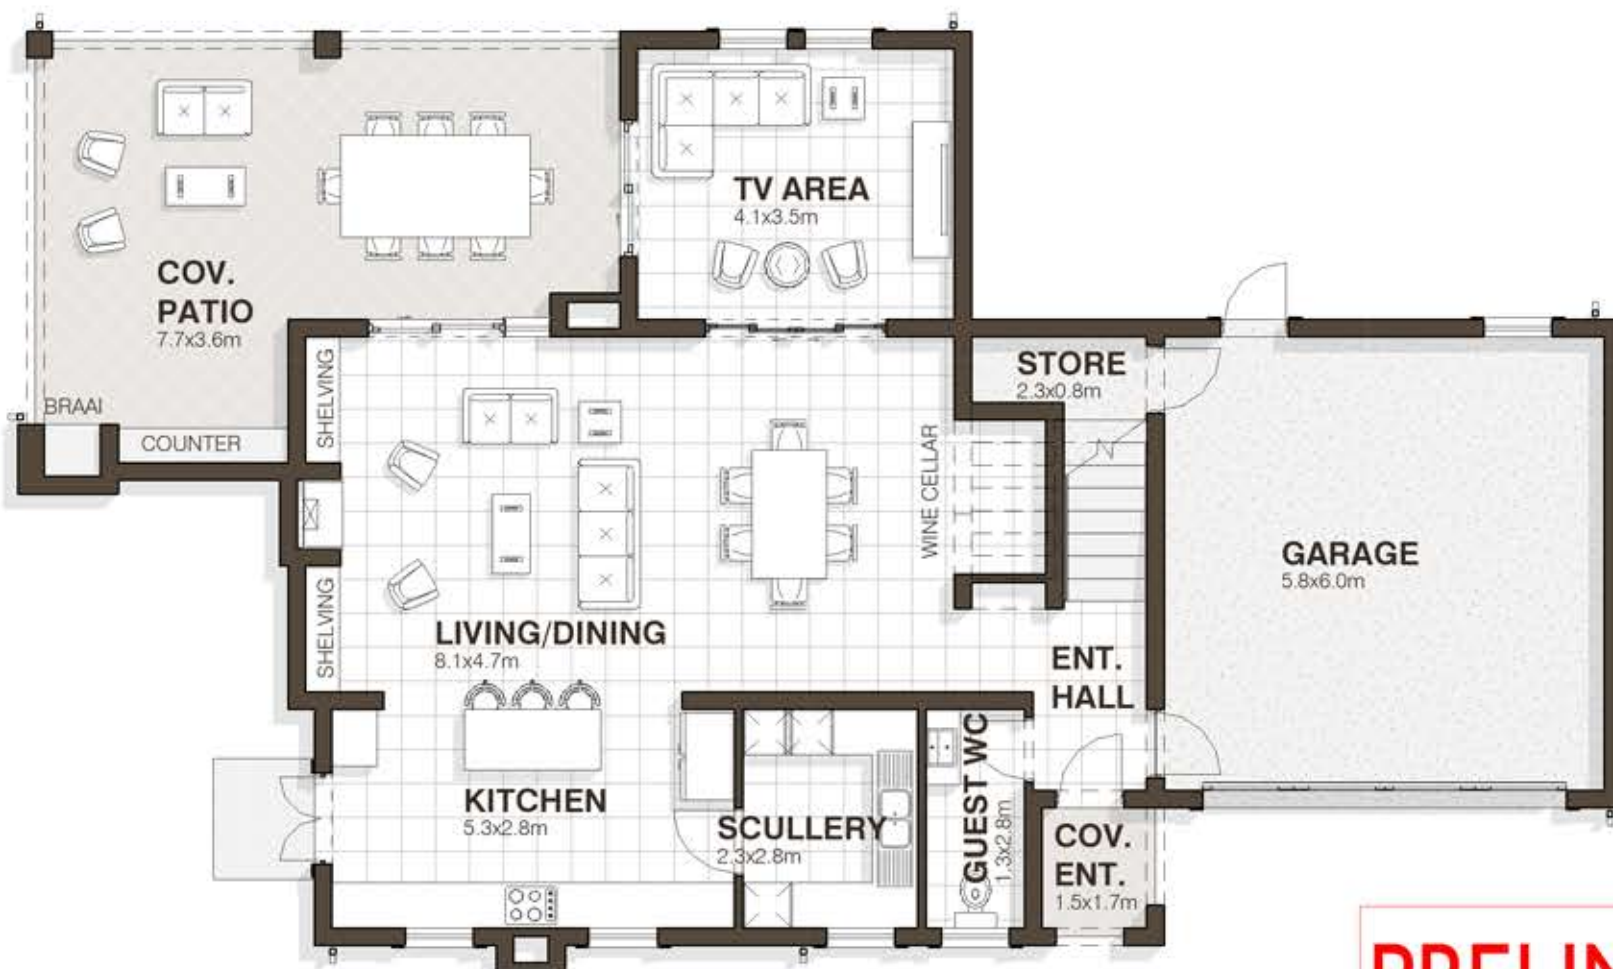 TV AREA
4.1x3.5m
COV.
PATIO
7.7x3.6m
BRAAI
COUNTER
SHELVING
STORE
2.3x0.8m
WINE CELLAR
GARAGE
5.8x6.0m
SHELVING
LIVING/DINING
8.1x4.7m
ENT.
HALL
KITCHEN
5.3x2.8m
SCULLERY
2.3x2.8m
GUEST WC
1.3x2.8m
COV.
ENT.
1.5x1.7m